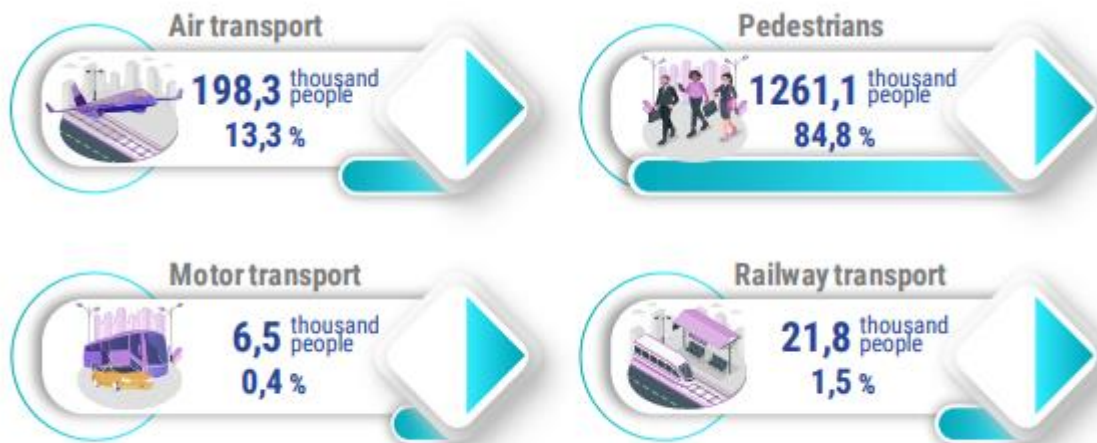 Air transport
198,3 thousand people
13,3 %
Pedestrians
1261,1 thousand people
84,8 %
Motor transport
6,5 thousand people
0,4 %
Railway transport
21,8 thousand people
1,5 %